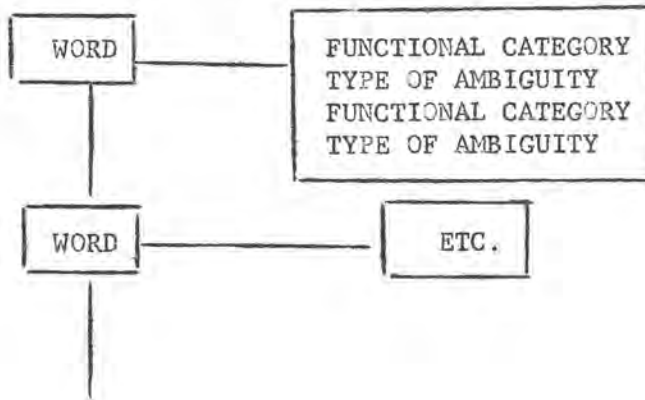 WORD
FUNCTIONAL CATEGORY
TYPE OF AMBIGUITY
FUNCTIONAL CATEGORY
TYPE OF AMBIGUITY
WORD
ETC.